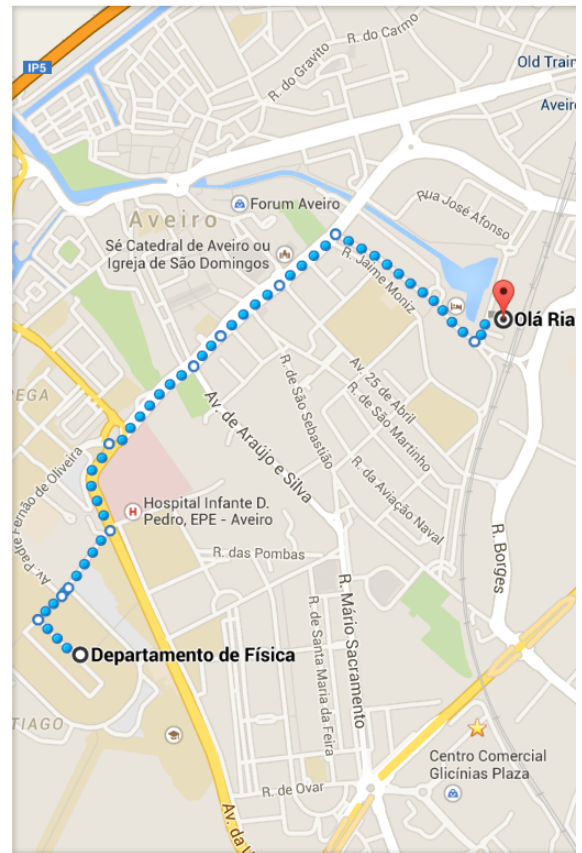 R. do Carmo
R. do Gravito
IP5
Old Train
Aveiro
Forum Aveiro
Rua José Afonso
Aveiro
Sé Catedral de Aveiro ou
Igreja de São Domingos
R. Jaime Moniz
Olá Ria
R. de São Sebastião
Av. 25 de Abril
R. de São Martinho
Av. de Araújo e Silva
R. da Aviação Naval
Av. Padre Fernão de Oliveira
H
Hospital Infante D.
Pedro, EPE - Aveiro
R. das Pombas
R. Borges
R. Mário Sacramento
R. de Santa Maria da Feira
Departamento de Física
TIAGO
Centro Comercial
Glicínias Plaza
R. de Ovar
Av. da